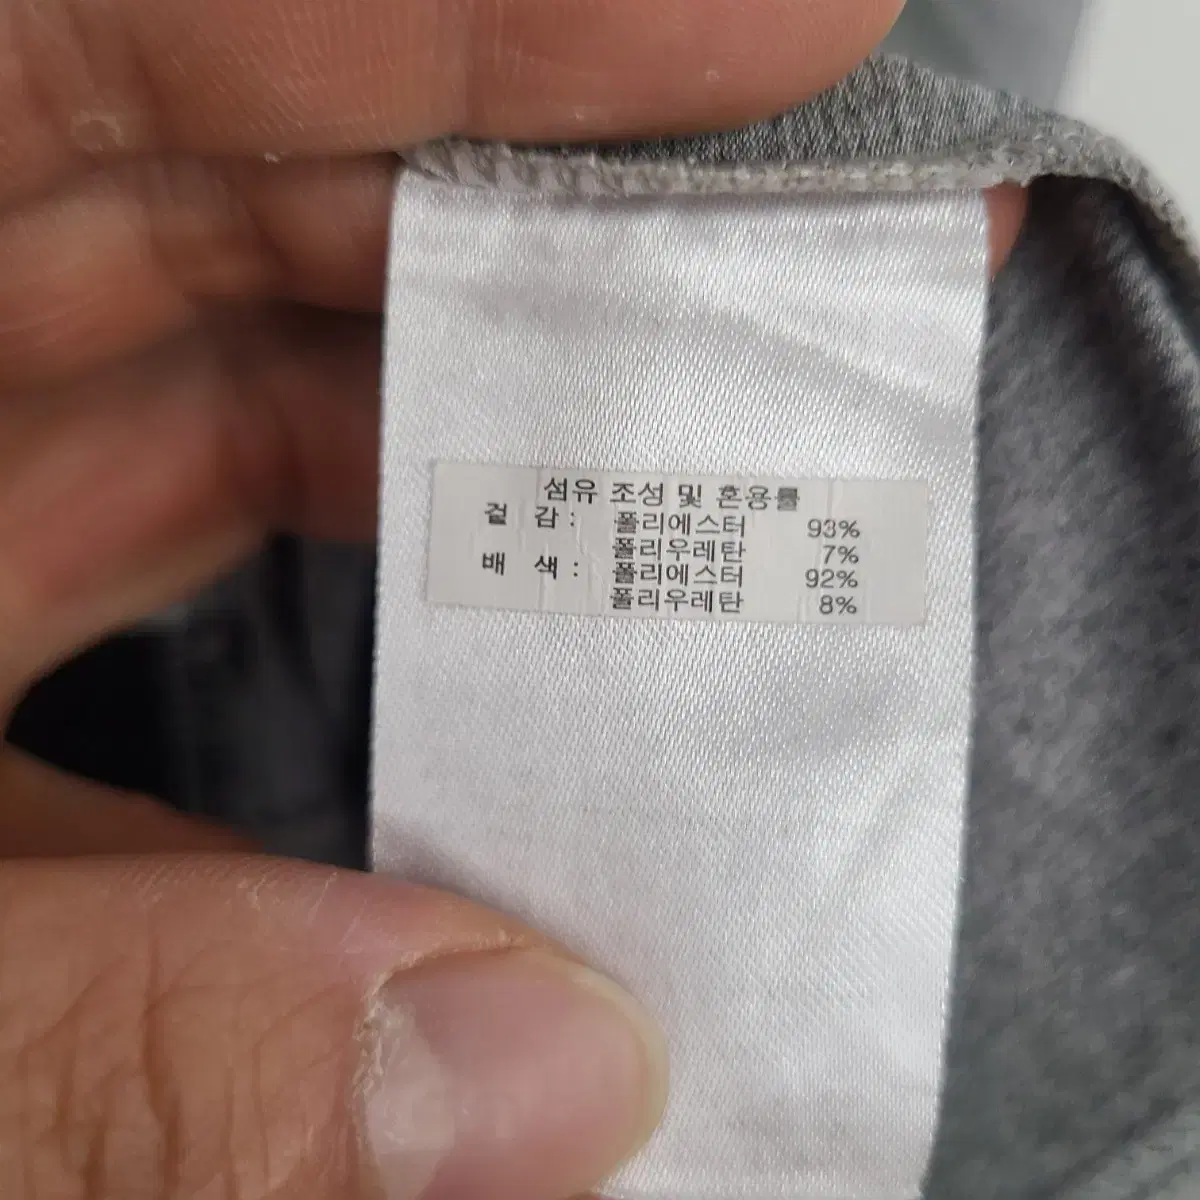 섬유 조성 및 혼용률
겉 감 : 폴리에스터 93%
폴리우레탄 7%
배 색 : 폴리에스터 92%
폴리우레탄 8%